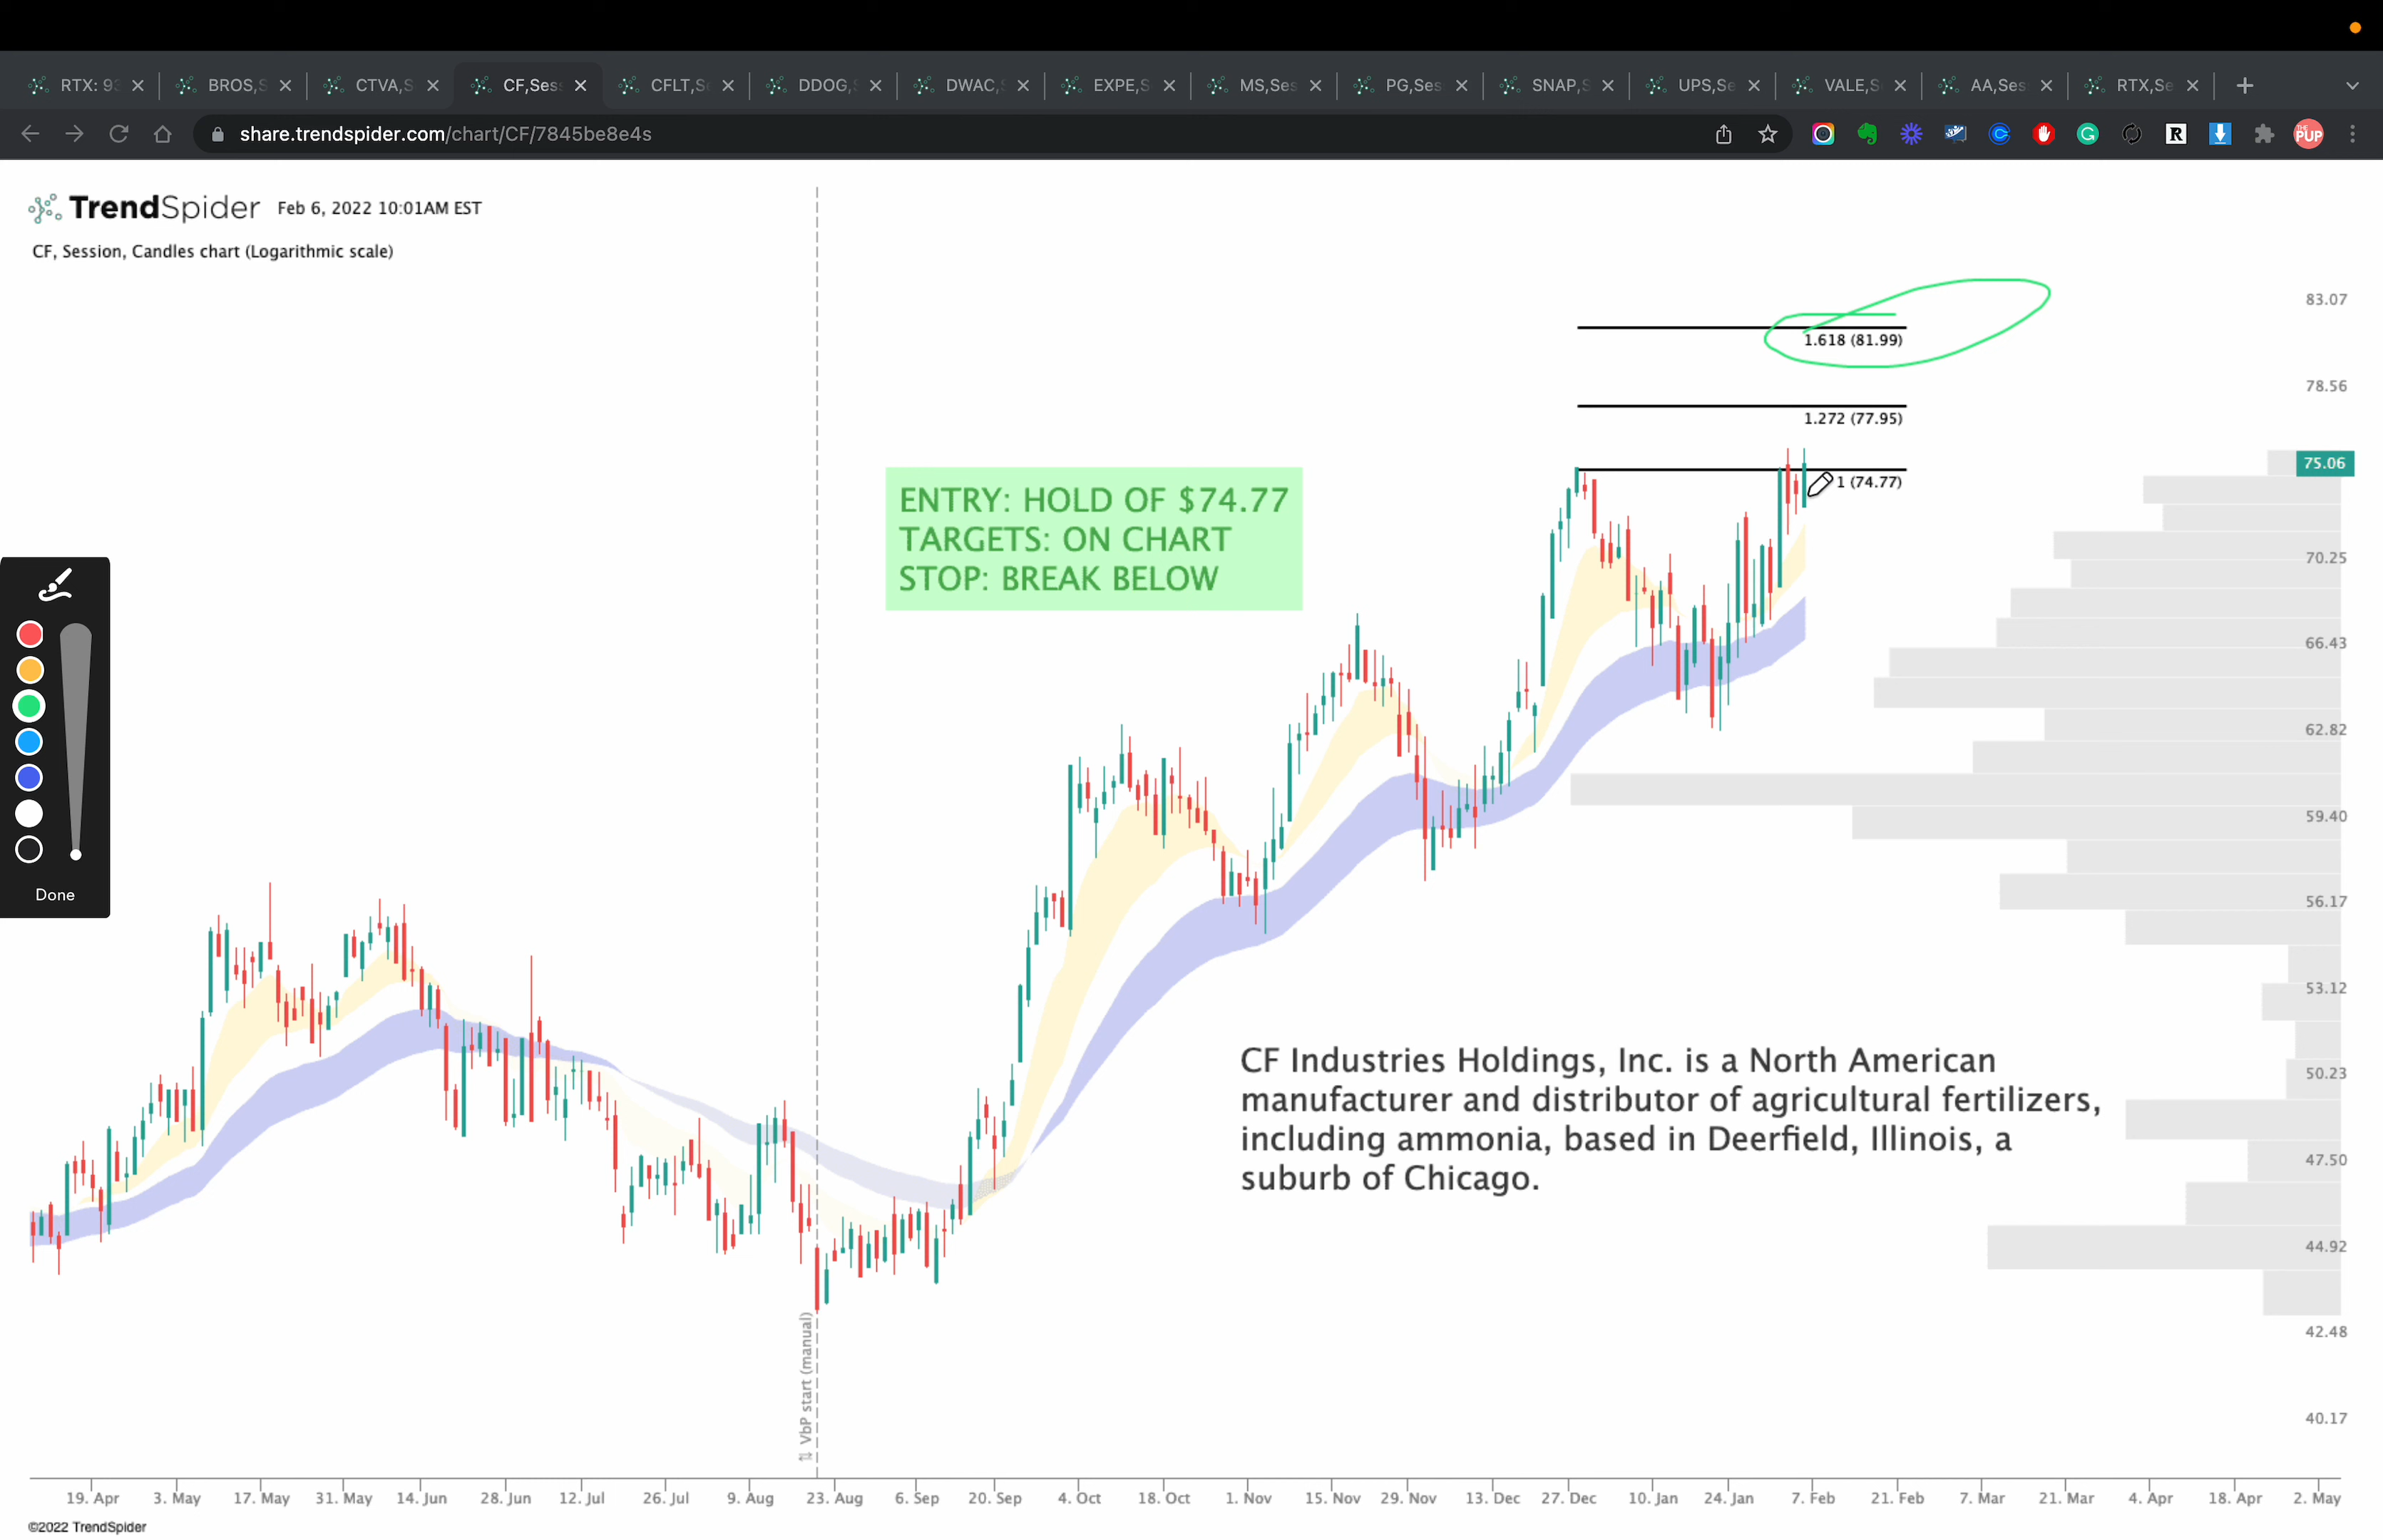 RTX: 93
BROS,S
CTVA,S
CF,Sess
CFLT,Se
DDOG,S
DWAC,S
EXPE,S
MS,Ses
PG,Ses
SNAP,S
UPS,Se
VALE,S
AA,Ses
RTX,Se
share.trendspider.com/chart/CF/7845be8e4s
R
THE
PUP
TrendSpider Feb 6, 2022 10:01AM EST
CF, Session, Candles chart (Logarithmic scale)
1.618 (81.99)
1.272 (77.95)
1 (74.77)
ENTRY: HOLD OF $74.77
TARGETS: ON CHART
STOP: BREAK BELOW
Done
CF Industries Holdings, Inc. is a North American
manufacturer and distributor of agricultural fertilizers,
including ammonia, based in Deerfield, Illinois, a
suburb of Chicago.
83.07
78.56
75.06
70.25
66.43
62.82
59.40
56.17
53.12
50.23
47.50
44.92
42.48
40.17
VbP start (manual)
19. Apr
3. May
17. May
31. May
14. Jun
28. Jun
12. Jul
26. Jul
9. Aug
23. Aug
6. Sep
20. Sep
4. Oct
18. Oct
1. Nov
15. Nov
29. Nov
13. Dec
27. Dec
10. Jan
24. Jan
7. Feb
21. Feb
7. Mar
21. Mar
4. Apr
18. Apr
2. May
©2022 TrendSpider